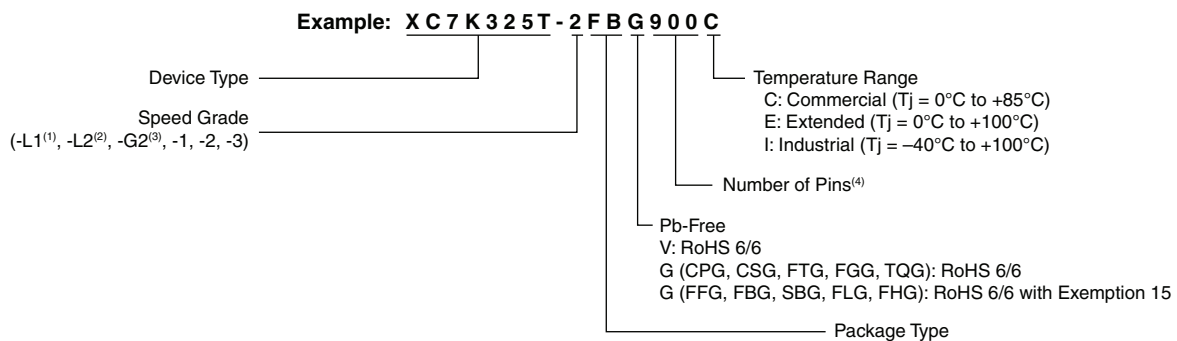 Example: XC7K325T-2FBG900C
Device Type
Speed Grade
(-L1(1), -L2(2), -G2(3), -1, -2, -3)
Temperature Range
C: Commercial (Tj = 0°C to +85°C)
E: Extended (Tj = 0°C to +100°C)
I: Industrial (Tj = –40°C to +100°C)
Number of Pins(4)
Pb-Free
V: RoHS 6/6
G (CPG, CSG, FTG, FGG, TQG): RoHS 6/6
G (FFG, FBG, SBG, FLG, FHG): RoHS 6/6 with Exemption 15
Package Type